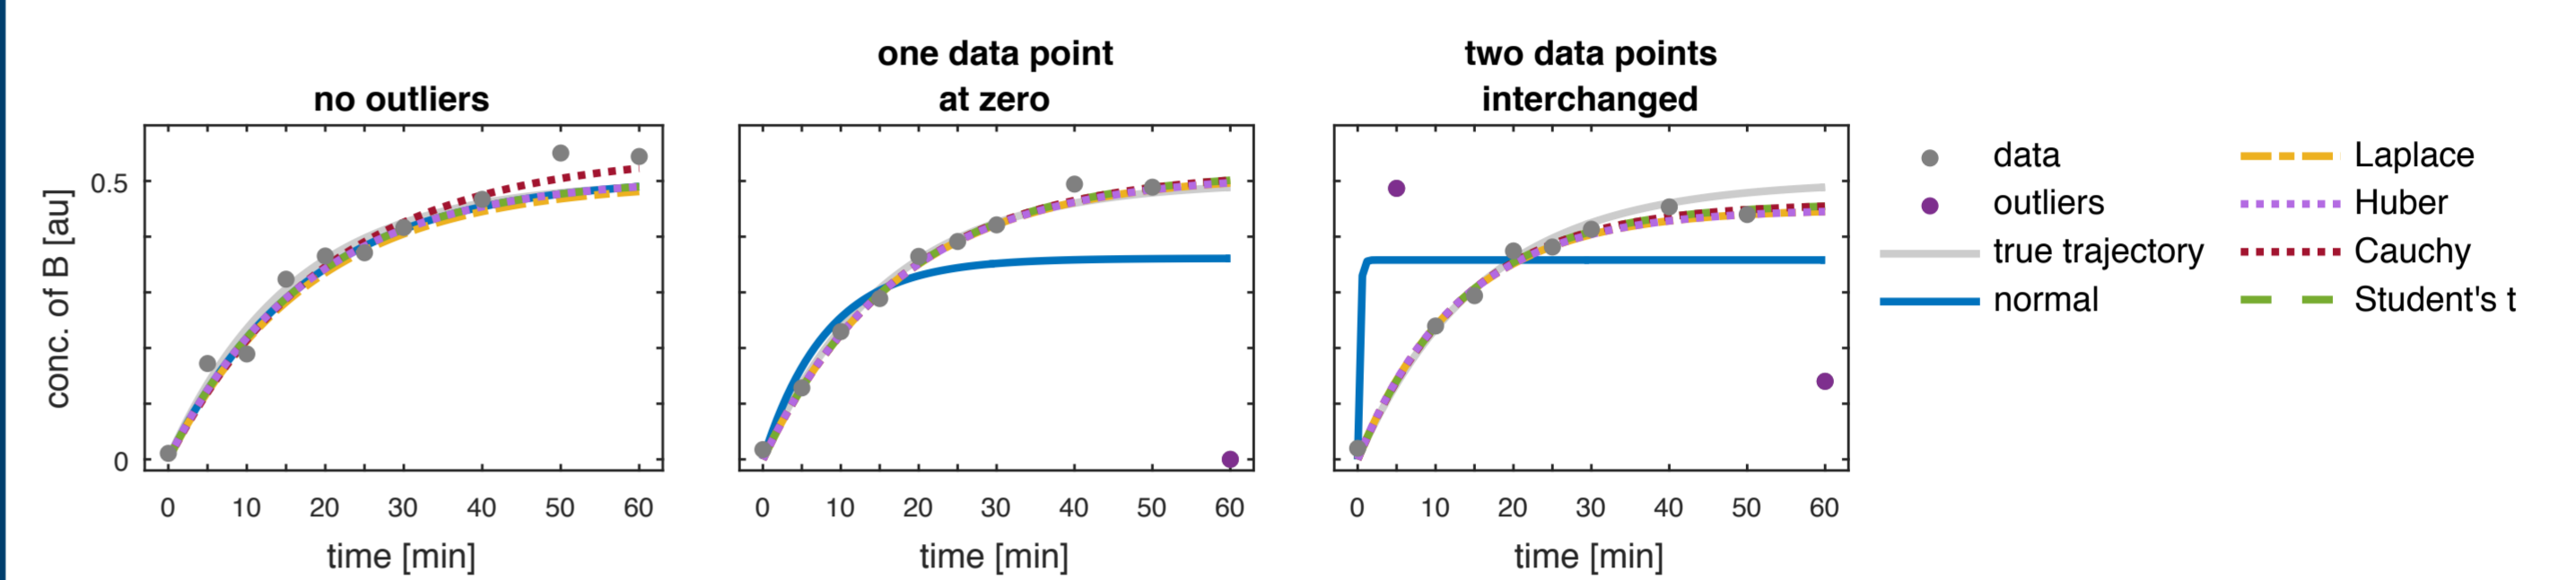 no outliers
one data point
at zero
two data points
interchanged
conc. of B [au]
0.5
0
0 10 20 30 40 50 60
time [min]
0 10 20 30 40 50 60
time [min]
0 10 20 30 40 50 60
time [min]
data
outliers
true trajectory
normal
Laplace
Huber
Cauchy
Student's t